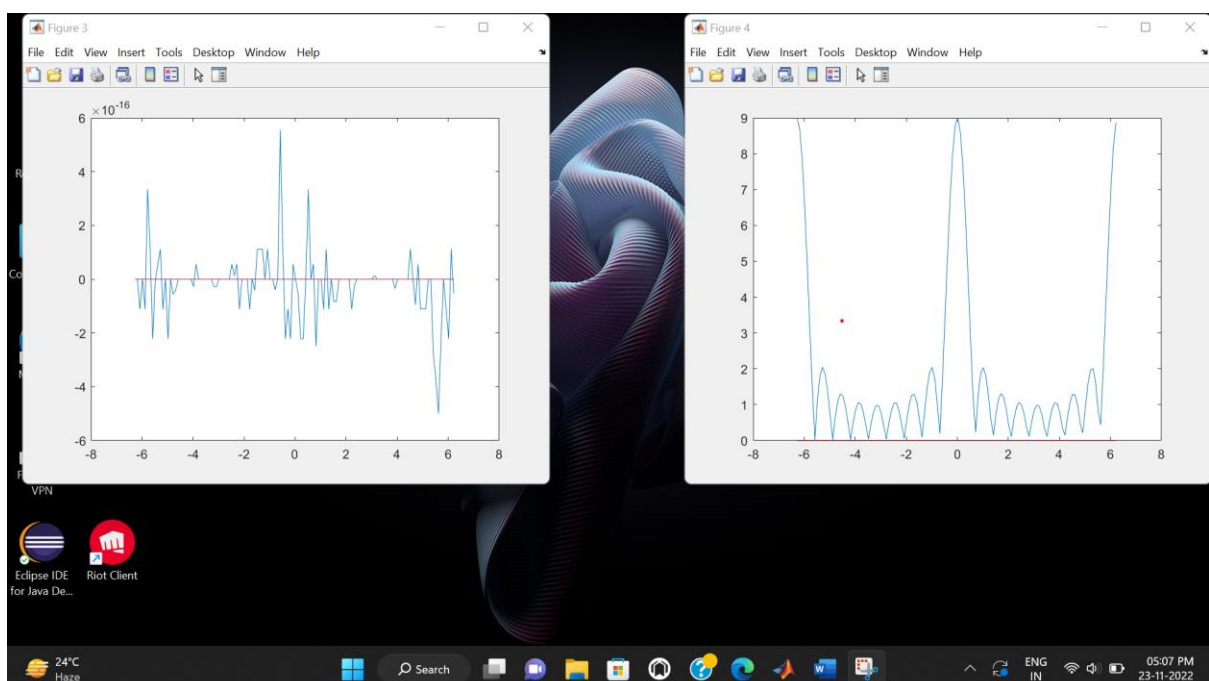 Figure 3
File Edit View Insert Tools Desktop Window Help
×10-16
6
4
2
0
-2
-4
-6
-8 -6 -4 -2 0 2 4 6 8
Figure 4
File Edit View Insert Tools Desktop Window Help
9
8
7
6
5
4
3
2
1
0
-8 -6 -4 -2 0 2 4 6 8
VPN
Eclipse IDE
for Java De...
Riot Client
24°C
Haze
Search
ENG
IN
05:07 PM
23-11-2022